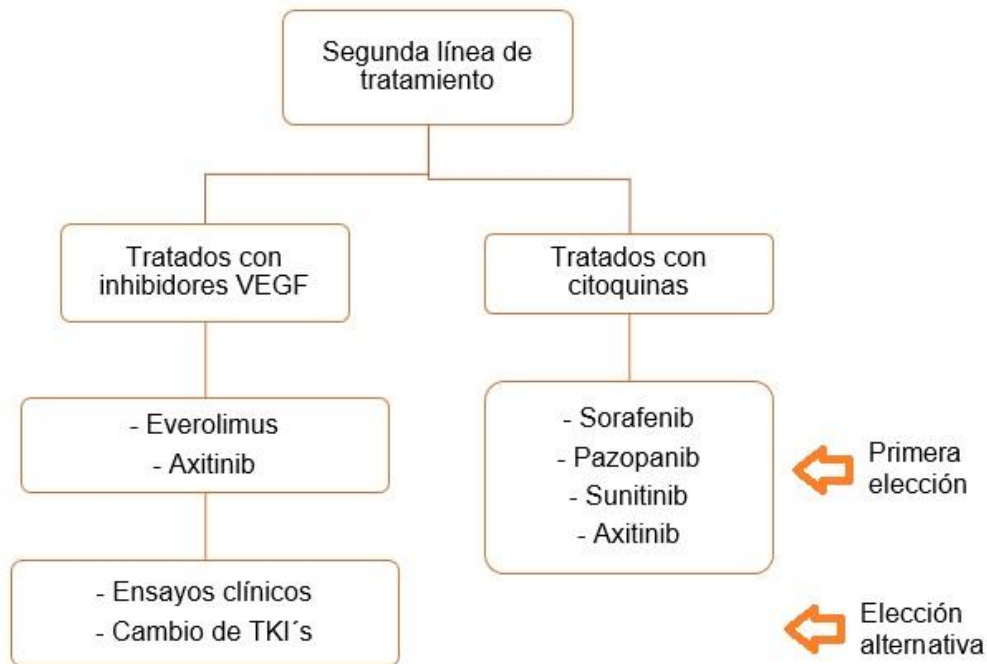 Segunda línea de
tratamiento
Tratados con
inhibidores VEGF
Tratados con
citoquinas
- Everolimus
- Axitinib
- Sorafenib
- Pazopanib
- Sunitinib
- Axitinib
Primera
elección
- Ensayos clínicos
- Cambio de TKI´s
Elección
alternativa